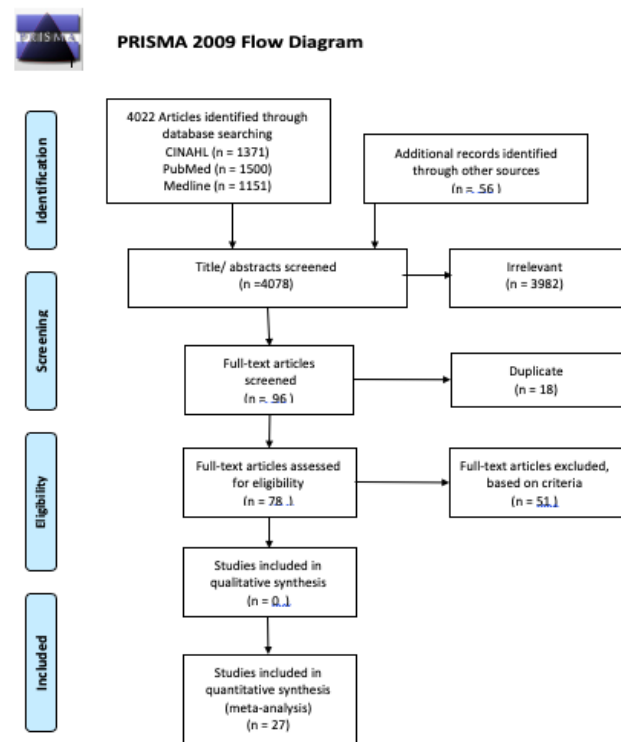 PRISMA
PRISMA 2009 Flow Diagram
Identification
4022 Articles identified through
database searching
CINAHL (n = 1371)
PubMed (n = 1500)
Medline (n = 1151)
Additional records identified
through other sources
(n = 56 )
Title/ abstracts screened
(n =4078)
Irrelevant
(n = 3982)
Screening
Full-text articles
screened
(n = 96 )
Duplicate
(n = 18)
Eligibility
Full-text articles assessed
for eligibility
(n = 78 )
Full-text articles excluded,
based on criteria
(n = 51 )
Studies included in
qualitative synthesis
(n = 0 )
Included
Studies included in
quantitative synthesis
(meta-analysis)
(n = 27)